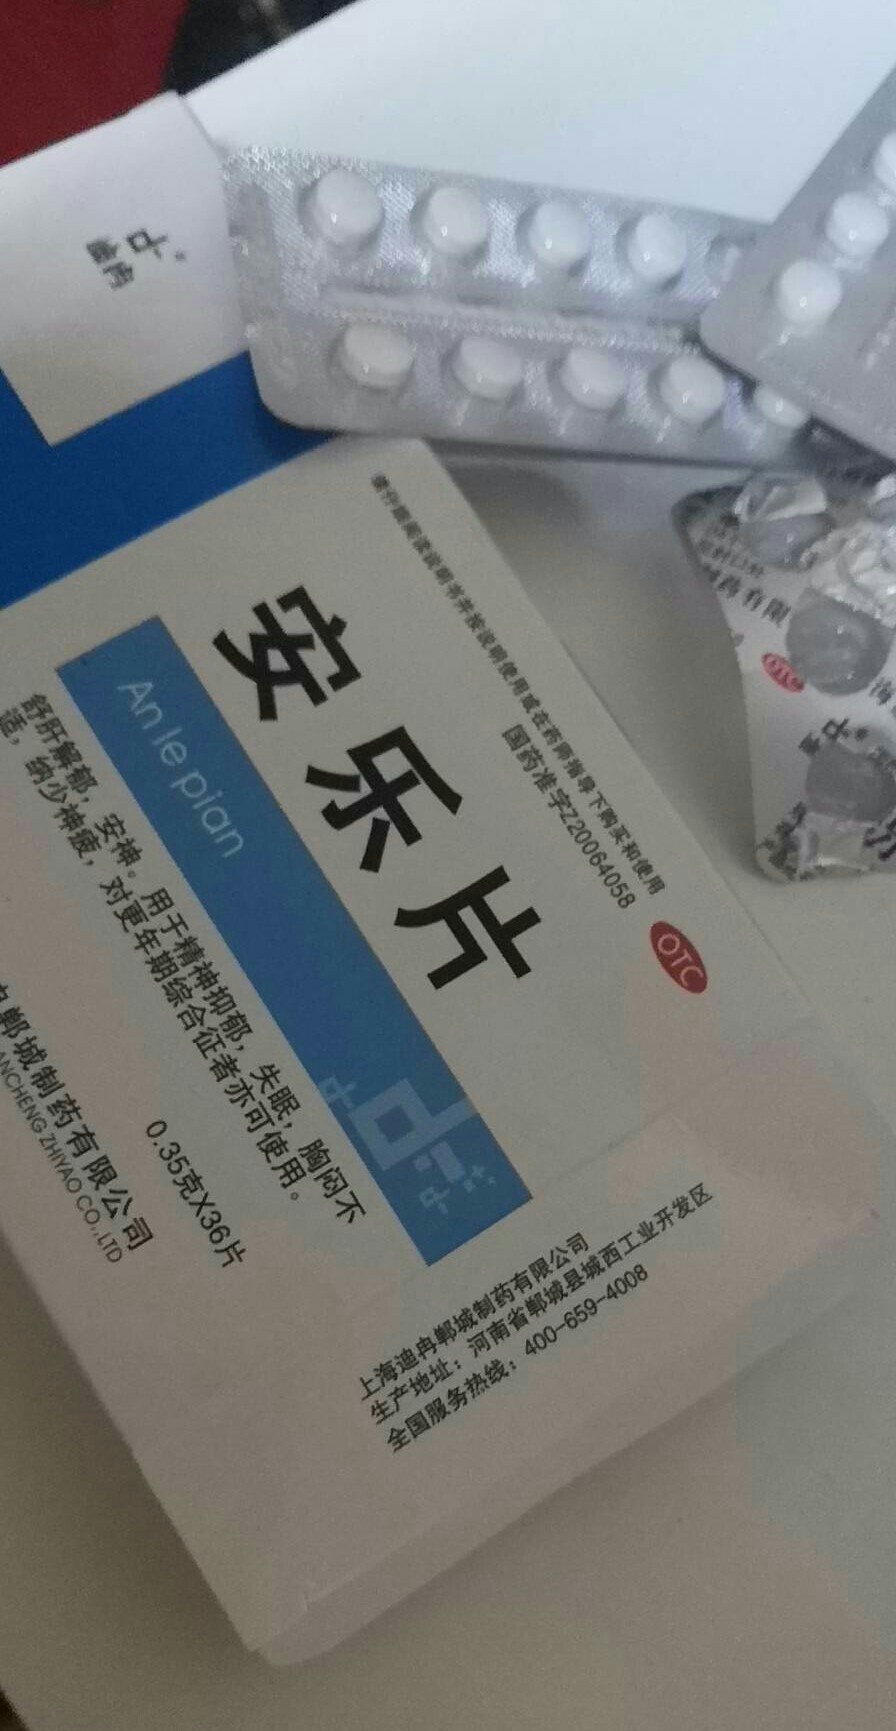 迪冉
请仔细阅读说明书并按说明使用或在药师指导下购买和使用
国药准字Z20064058
OTC
安乐片
An le pian
舒肝解郁，安神。用于精神抑郁，失眠，胸闷不
适，纳少神疲，对更年期综合征者亦可使用。
0.35克X36片
冉郸城制药有限公司
ANCHENG ZHIYAO CO.,LTD
上海迪冉郸城制药有限公司
生产地址：河南省郸城县城西工业开发区
全国服务热线：400-659-4008
药有限
OTC